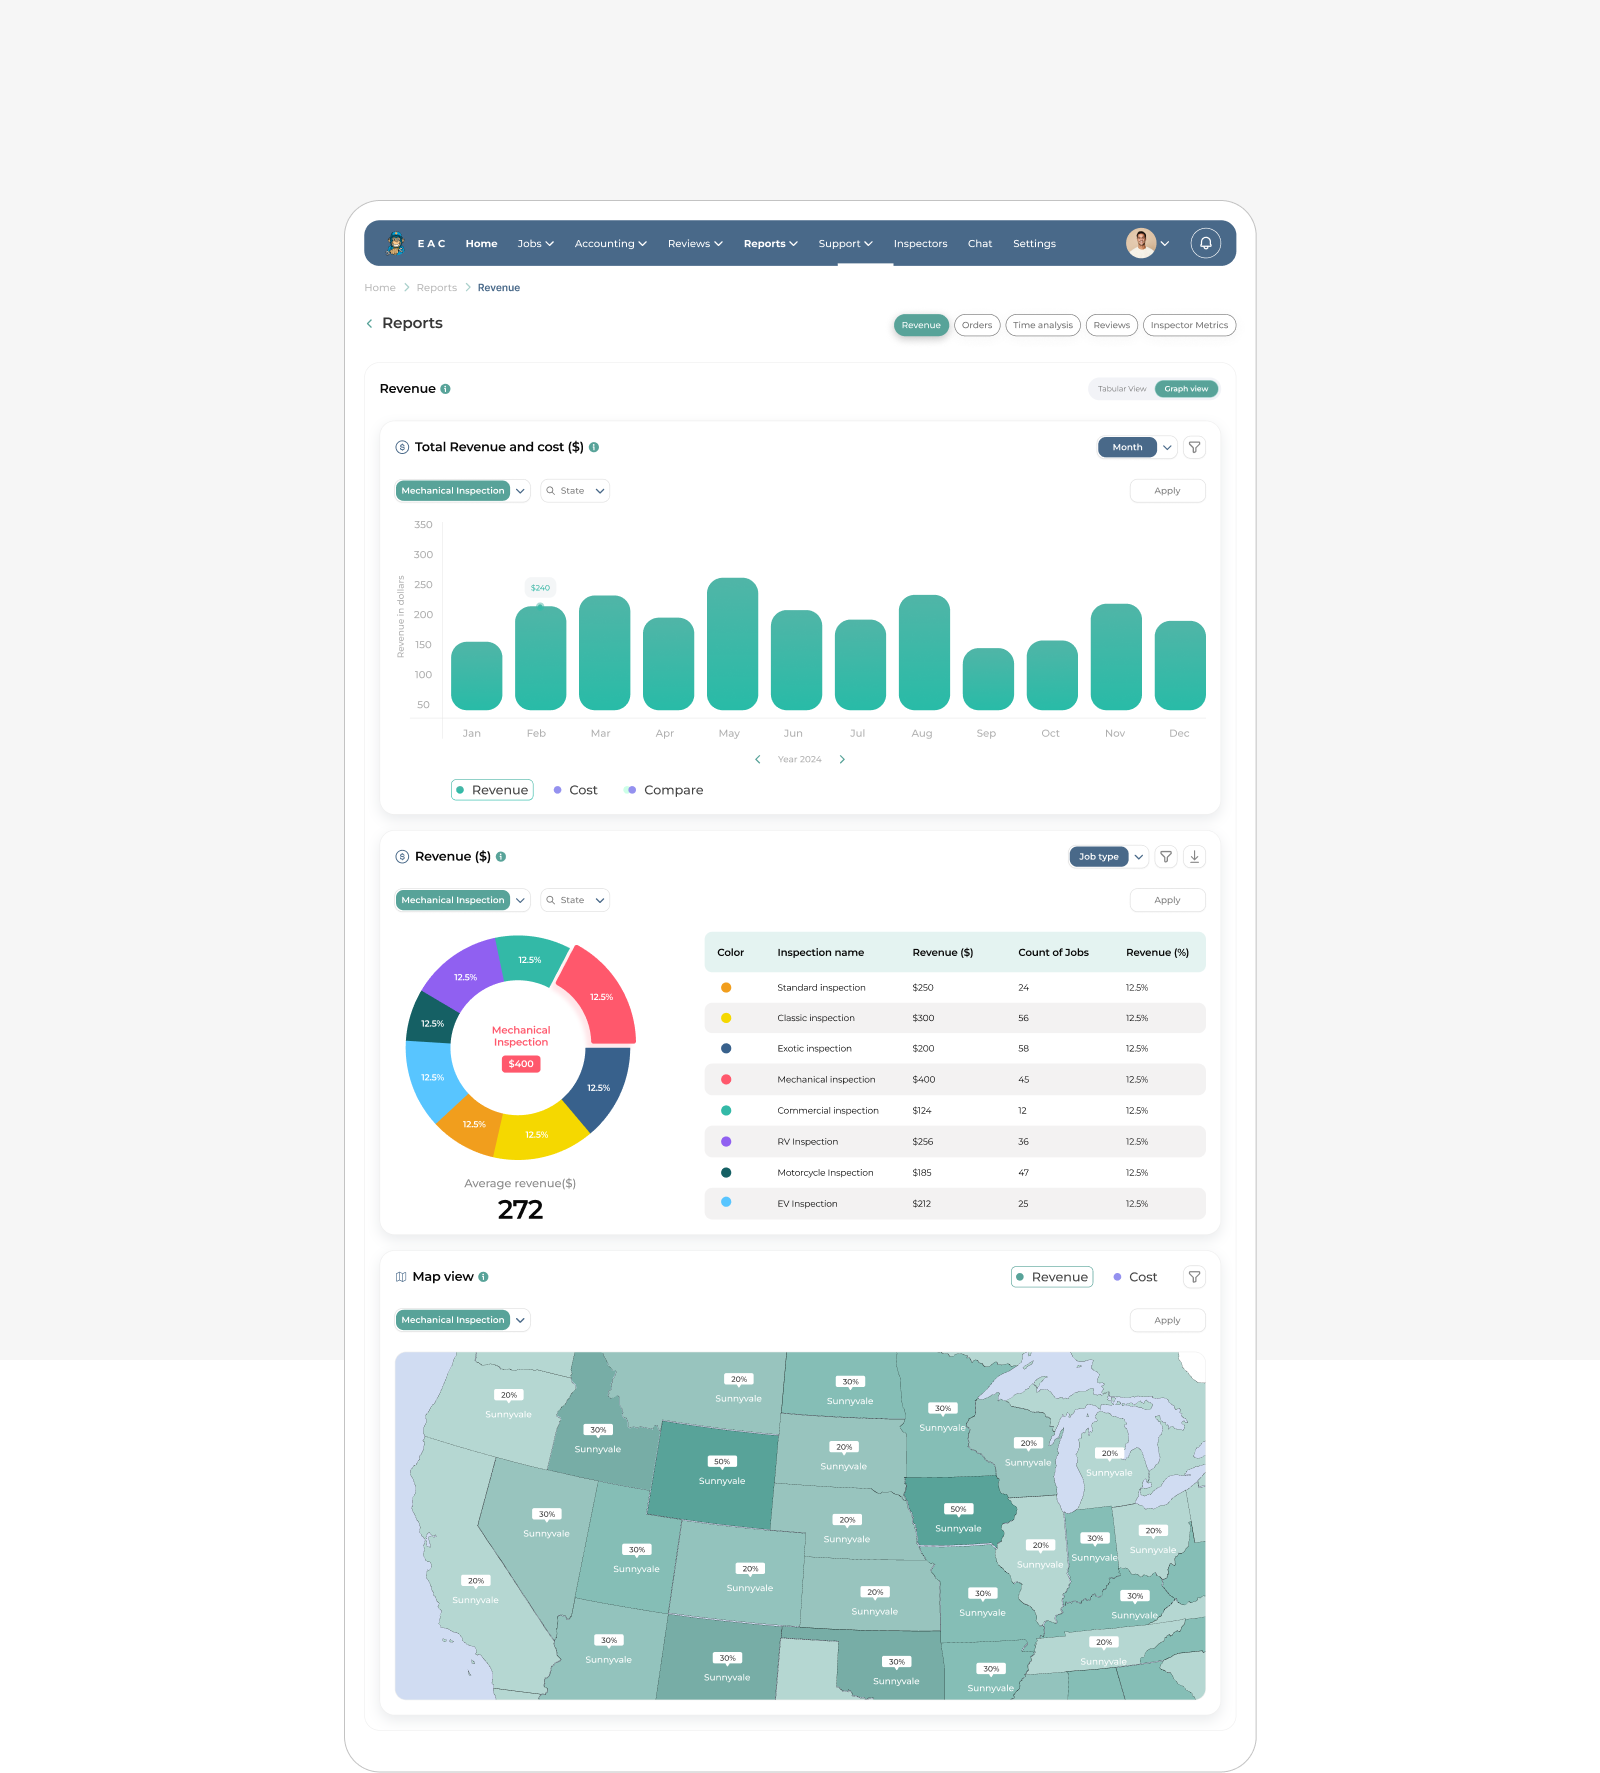 E A C Home Jobs Accounting Reviews Reports Support Inspectors Chat Settings
Home Reports Revenue
Reports
Revenue Orders Time analysis Reviews Inspector Metrics
Revenue
Tabular View Graph view
Total Revenue and cost ($)
Month
Mechanical Inspection State Apply
Revenue in dollars
350
300
250
200
150
100
50
$240
Jan Feb Mar Apr May Jun Jul Aug Sep Oct Nov Dec
Year 2024
Revenue Cost Compare
Revenue ($)
Job type
Mechanical Inspection State Apply
12.5%
12.5%
12.5%
12.5%
12.5%
12.5%
12.5%
12.5%
Mechanical
Inspection
$400
Average revenue($)
272
Color Inspection name Revenue ($) Count of Jobs Revenue (%)
Standard inspection $250 24 12.5%
Classic inspection $300 56 12.5%
Exotic inspection $200 58 12.5%
Mechanical inspection $400 45 12.5%
Commercial inspection $124 12 12.5%
RV Inspection $256 36 12.5%
Motorcycle Inspection $185 47 12.5%
EV Inspection $212 25 12.5%
Map view
Revenue Cost
Mechanical Inspection Apply
20%
Sunnyvale
20%
Sunnyvale
30%
Sunnyvale
30%
Sunnyvale
30%
Sunnyvale
20%
Sunnyvale
20%
Sunnyvale
20%
Sunnyvale
50%
Sunnyvale
30%
Sunnyvale
50%
Sunnyvale
20%
Sunnyvale
20%
Sunnyvale
30%
Sunnyvale
20%
Sunnyvale
30%
Sunnyvale
20%
Sunnyvale
20%
Sunnyvale
20%
Sunnyvale
30%
Sunnyvale
30%
Sunnyvale
30%
Sunnyvale
20%
Sunnyvale
30%
Sunnyvale
30%
Sunnyvale
30%
Sunnyvale